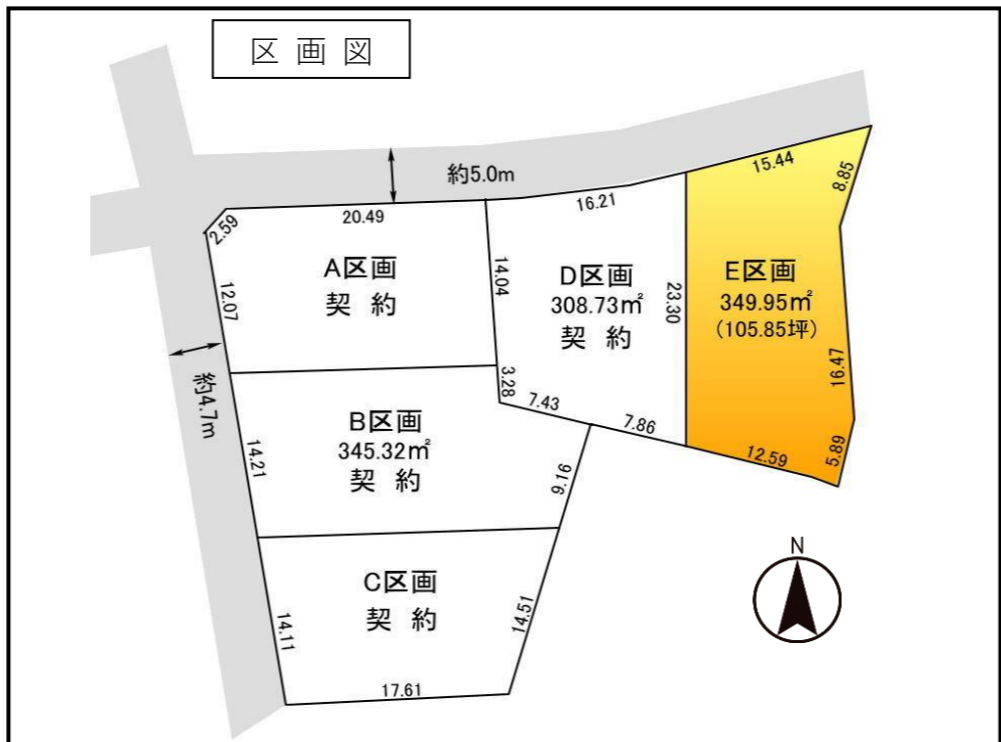 区画図
約5.0m
15.44
8.85
20.49
16.21
2.59
A区画
契約
14.04
D区画
308.73㎡
契約
23.30
E区画
349.95㎡
(105.85坪)
12.07
約4.7m
3.28
7.43
7.86
16.47
12.59
5.89
B区画
345.32㎡
契約
14.21
9.16
C区画
契約
14.11
14.51
17.61
N